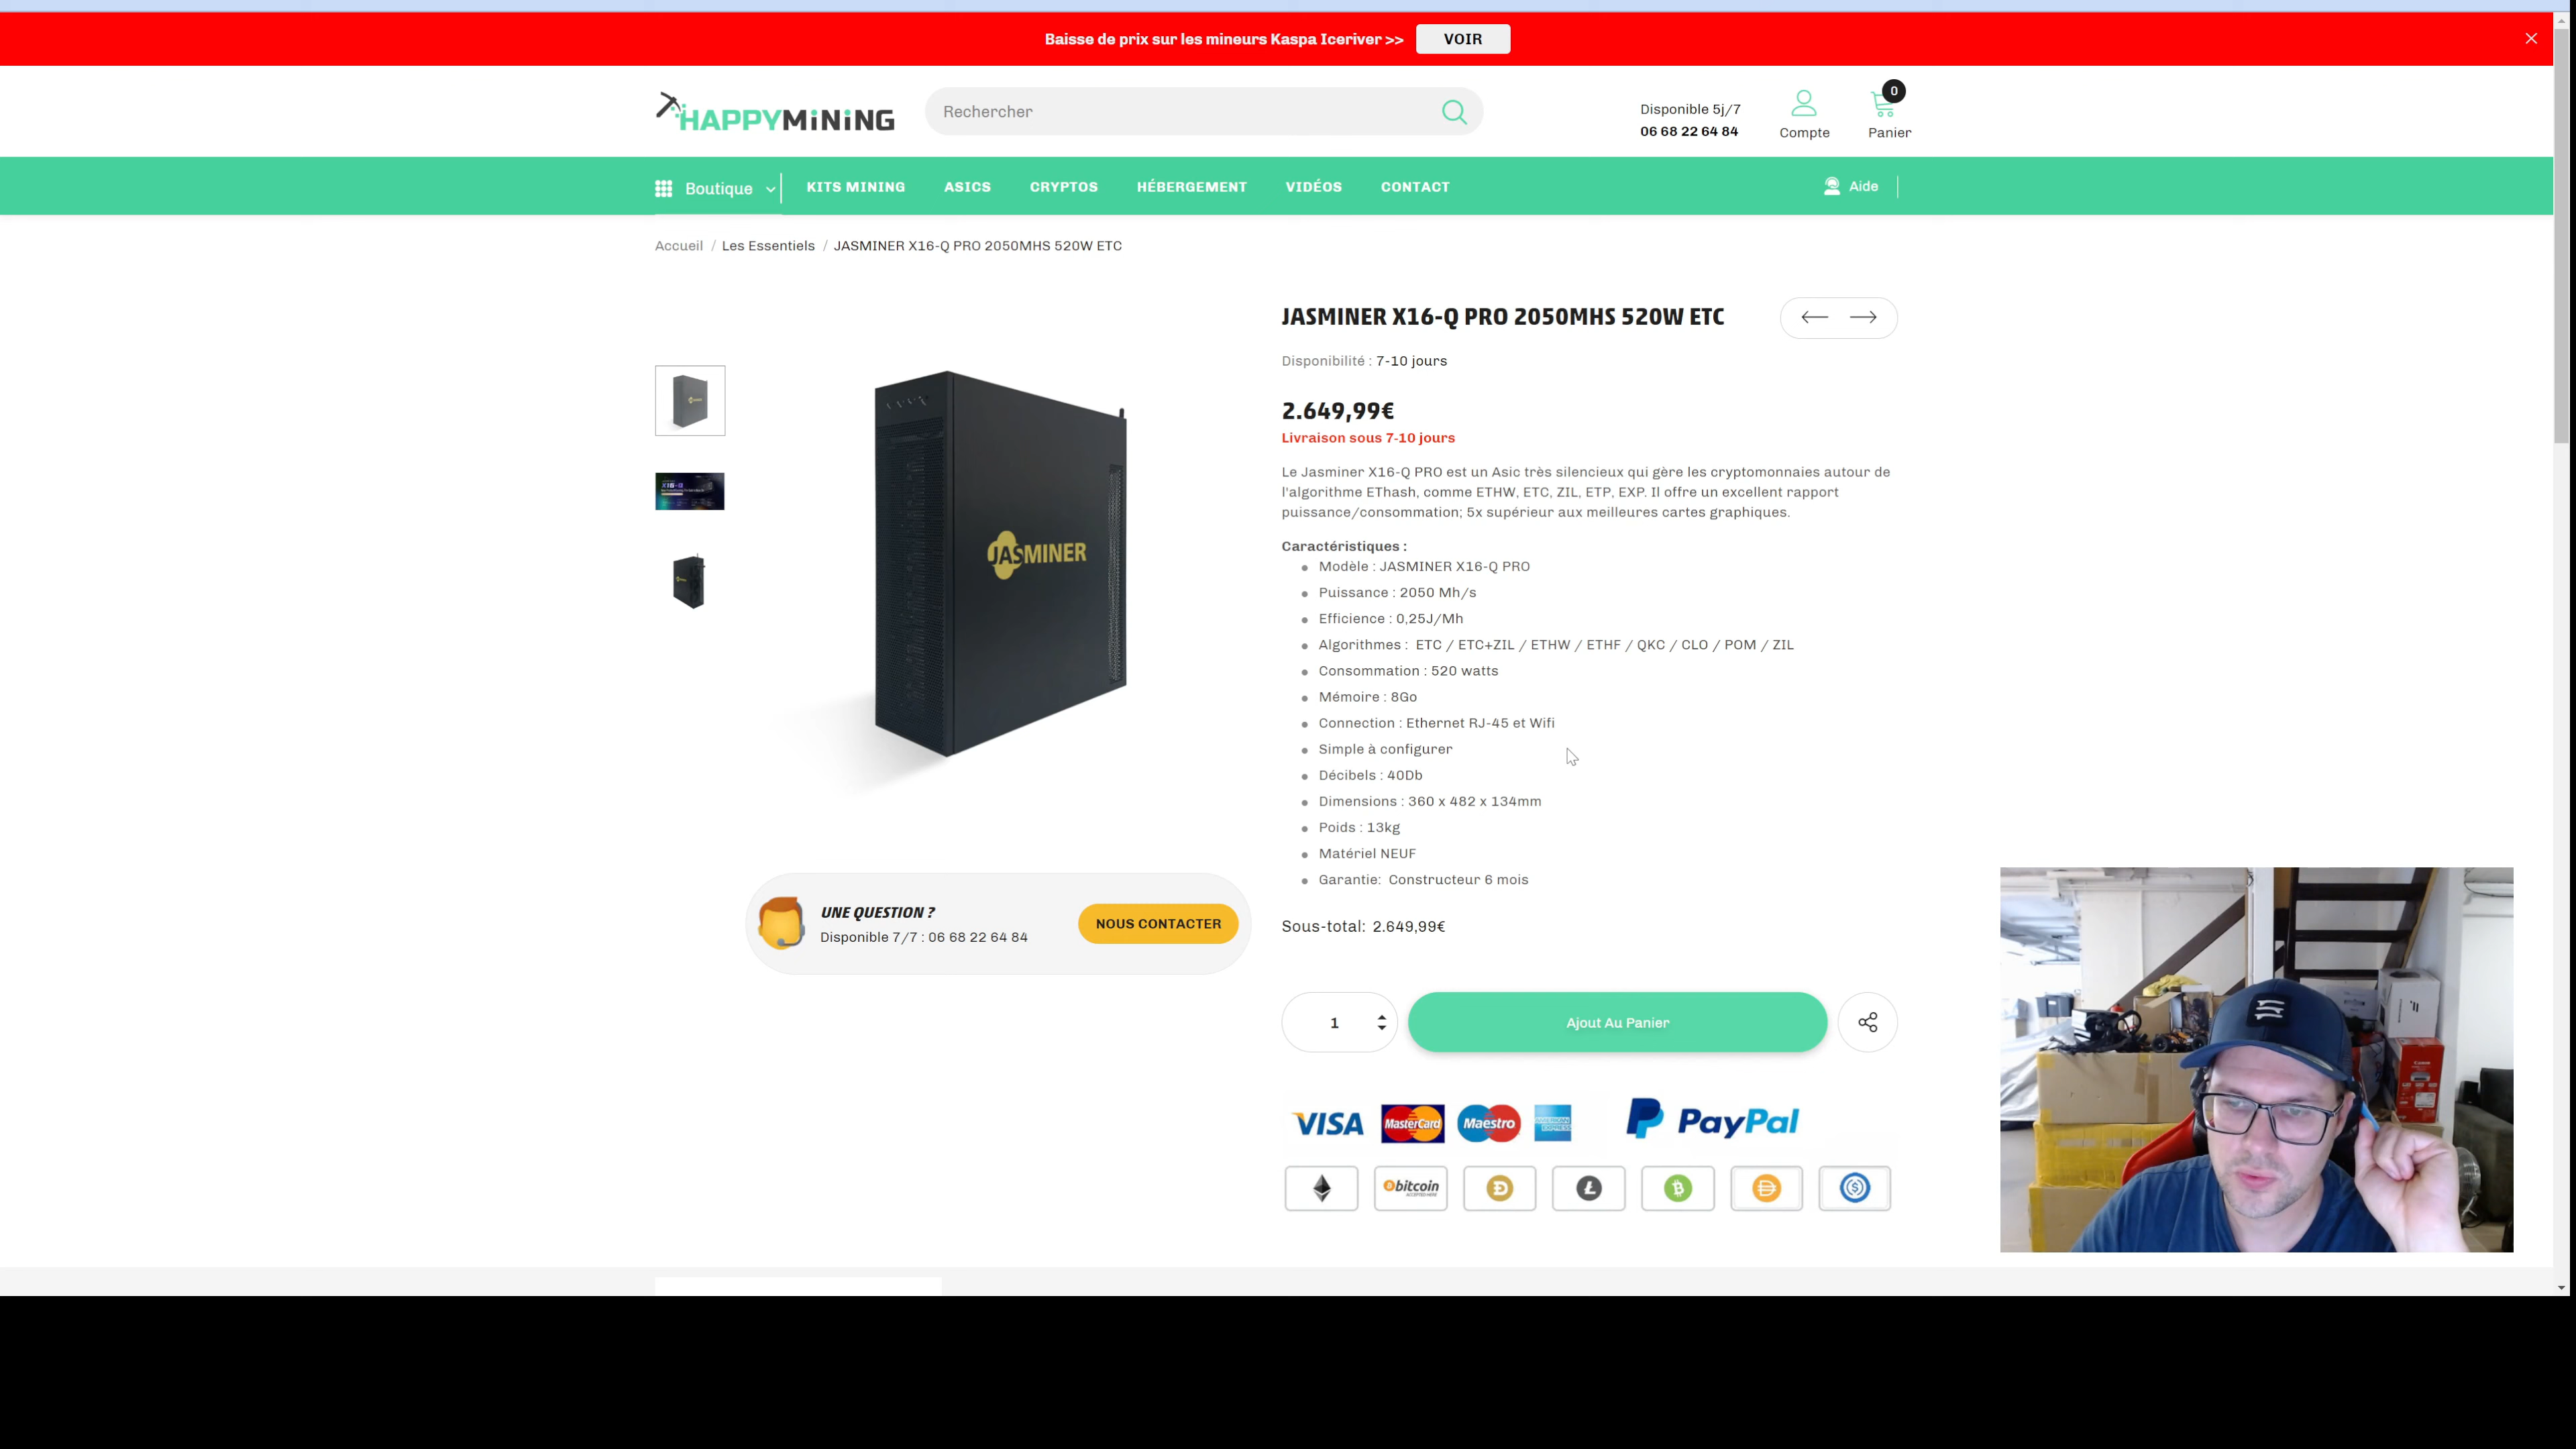 Baisse de prix sur les mineurs Kaspa Iceriver >> VOIR
HAPPYMINING
Rechercher
Disponible 5j/7
06 68 22 64 84
Compte
0
Panier
Boutique
KITS MINING
ASICS
CRYPTOS
HÉBERGEMENT
VIDÉOS
CONTACT
Aide
Accueil / Les Essentiels / JASMINER X16-Q PRO 2050MHS 520W ETC
JASMINER
JASMINER X16-Q PRO 2050MHS 520W ETC
Disponibilité : 7-10 jours
2.649,99€
Livraison sous 7-10 jours
Le Jasminer X16-Q PRO est un Asic très silencieux qui gère les cryptomonnaies autour de
l'algorithme EThash, comme ETHW, ETC, ZIL, ETP, EXP. Il offre un excellent rapport
puissance/consommation; 5x supérieur aux meilleures cartes graphiques.
Caractéristiques :
Modèle : JASMINER X16-Q PRO
Puissance : 2050 Mh/s
Efficience : 0,25J/Mh
Algorithmes : ETC / ETC+ZIL / ETHW / ETHF / QKC / CLO / POM / ZIL
Consommation : 520 watts
Mémoire : 8Go
Connection : Ethernet RJ-45 et Wifi
Simple à configurer
Décibels : 40Db
Dimensions : 360 x 482 x 134mm
Poids : 13kg
Matériel NEUF
Garantie: Constructeur 6 mois
UNE QUESTION ?
Disponible 7/7 : 06 68 22 64 84
NOUS CONTACTER
Sous-total: 2.649,99€
1
Ajout Au Panier
VISA MasterCard Maestro AMERICAN EXPRESS PayPal
bitcoin
ACCEPTED HERE
Canon